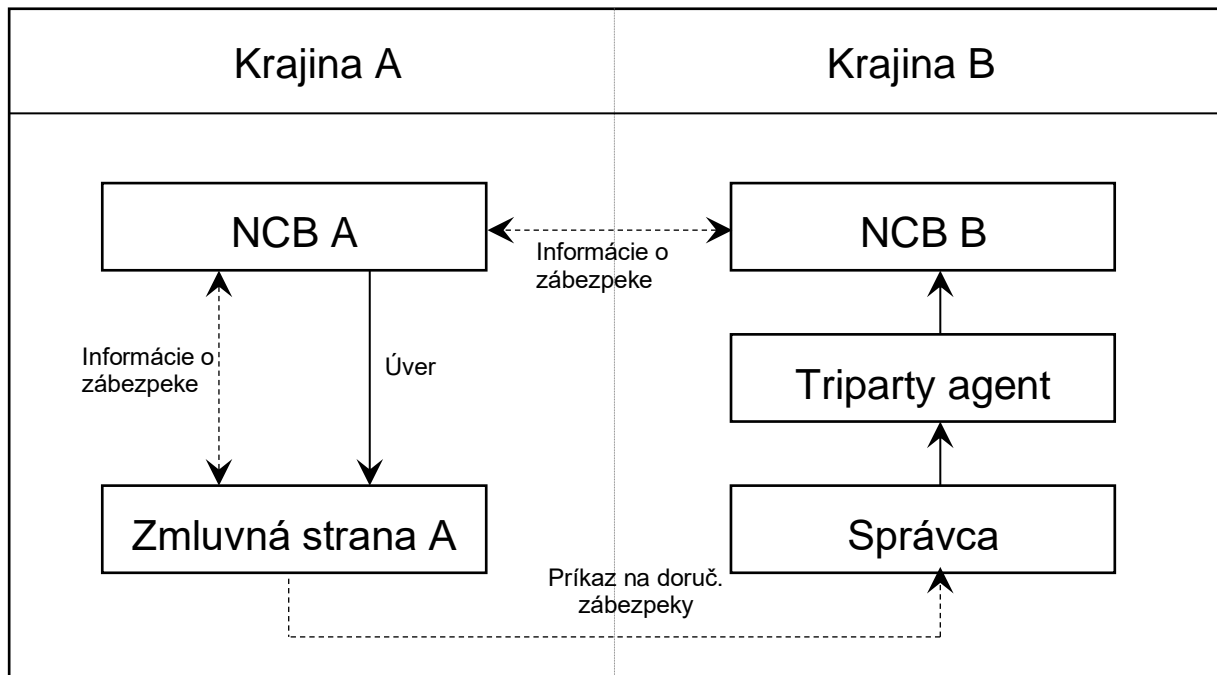 Krajina A
Krajina B
NCB A
NCB B
Informácie o
zábezpeke
Triparty agent
Informácie o
zábezpeke
Úver
Zmluvná strana A
Správca
Príkaz na doruč.
zábezpeky